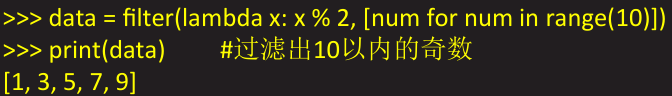 >>> data = filter(lambda x: x % 2, [num for num in range(10)])
>>> print(data) #过滤出10以内的奇数
[1, 3, 5, 7, 9]